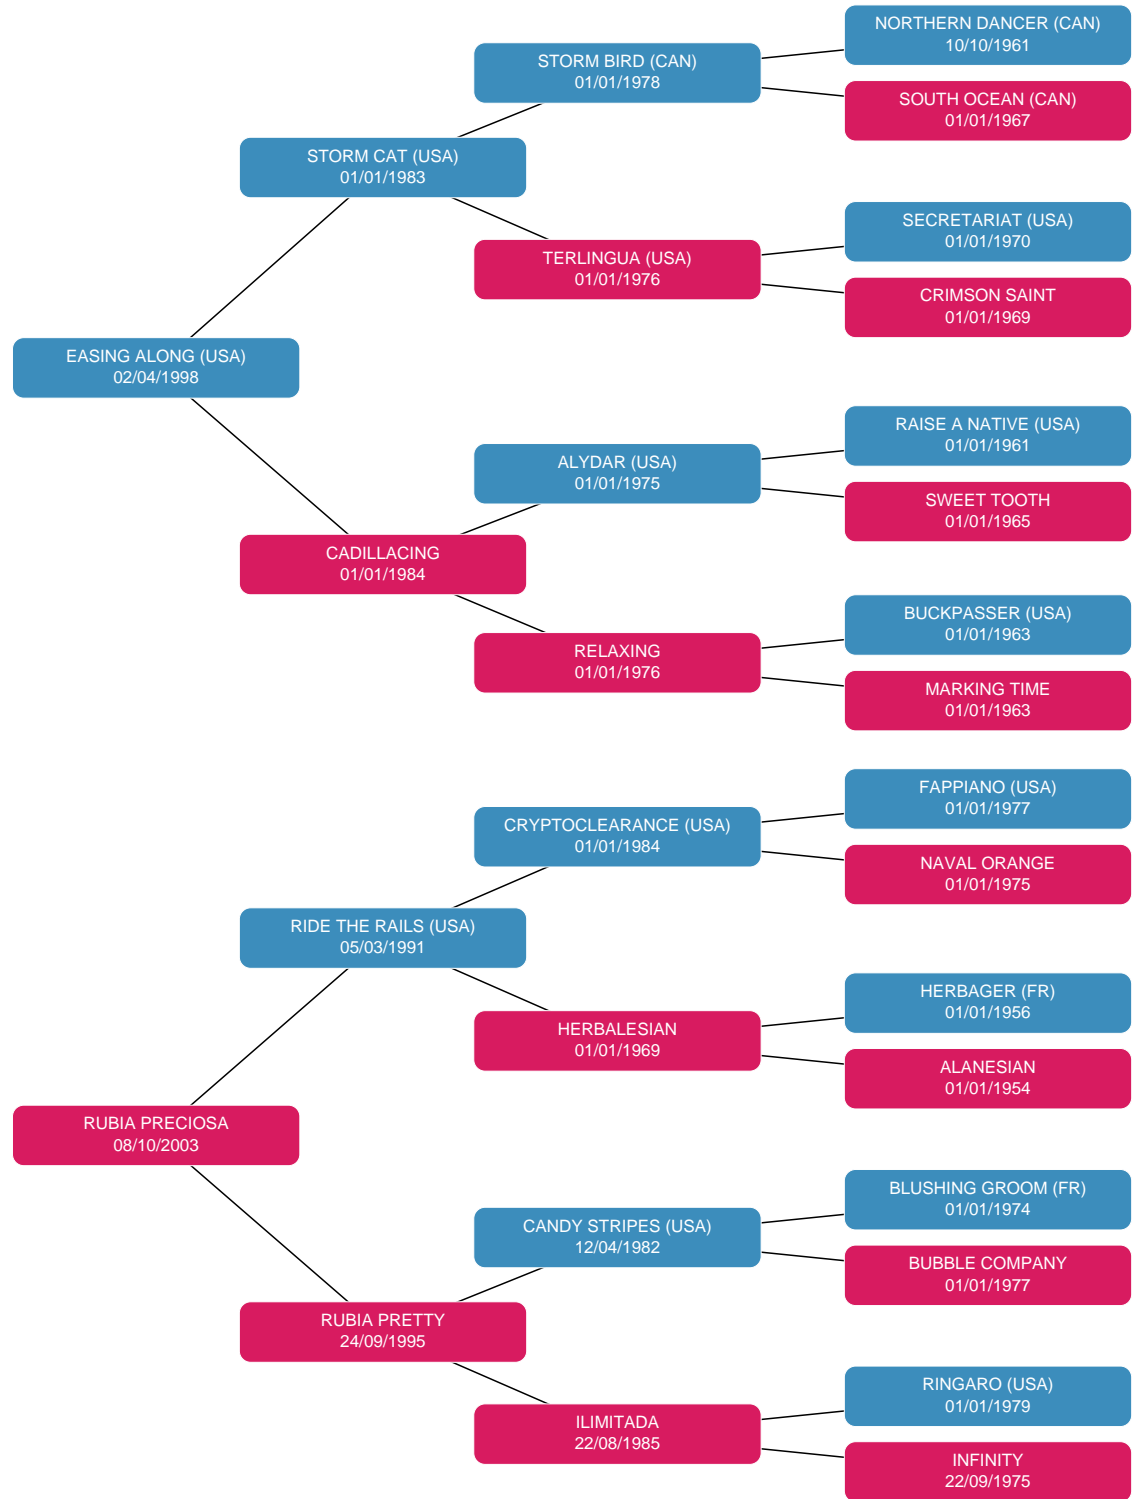 NORTHERN DANCER (CAN)
10/10/1961
STORM BIRD (CAN)
01/01/1978
SOUTH OCEAN (CAN)
01/01/1967
STORM CAT (USA)
01/01/1983
SECRETARIAT (USA)
01/01/1970
TERLINGUA (USA)
01/01/1976
CRIMSON SAINT
01/01/1969
EASING ALONG (USA)
02/04/1998
RAISE A NATIVE (USA)
01/01/1961
ALYDAR (USA)
01/01/1975
SWEET TOOTH
01/01/1965
CADILLACING
01/01/1984
BUCKPASSER (USA)
01/01/1963
RELAXING
01/01/1976
MARKING TIME
01/01/1963
FAPPIANO (USA)
01/01/1977
CRYPTOCLEARANCE (USA)
01/01/1984
NAVAL ORANGE
01/01/1975
RIDE THE RAILS (USA)
05/03/1991
HERBAGER (FR)
01/01/1956
HERBALESIAN
01/01/1969
ALANESIAN
01/01/1954
RUBIA PRECIOSA
08/10/2003
BLUSHING GROOM (FR)
01/01/1974
CANDY STRIPES (USA)
12/04/1982
BUBBLE COMPANY
01/01/1977
RUBIA PRETTY
24/09/1995
RINGARO (USA)
01/01/1979
ILIMITADA
22/08/1985
INFINITY
22/09/1975